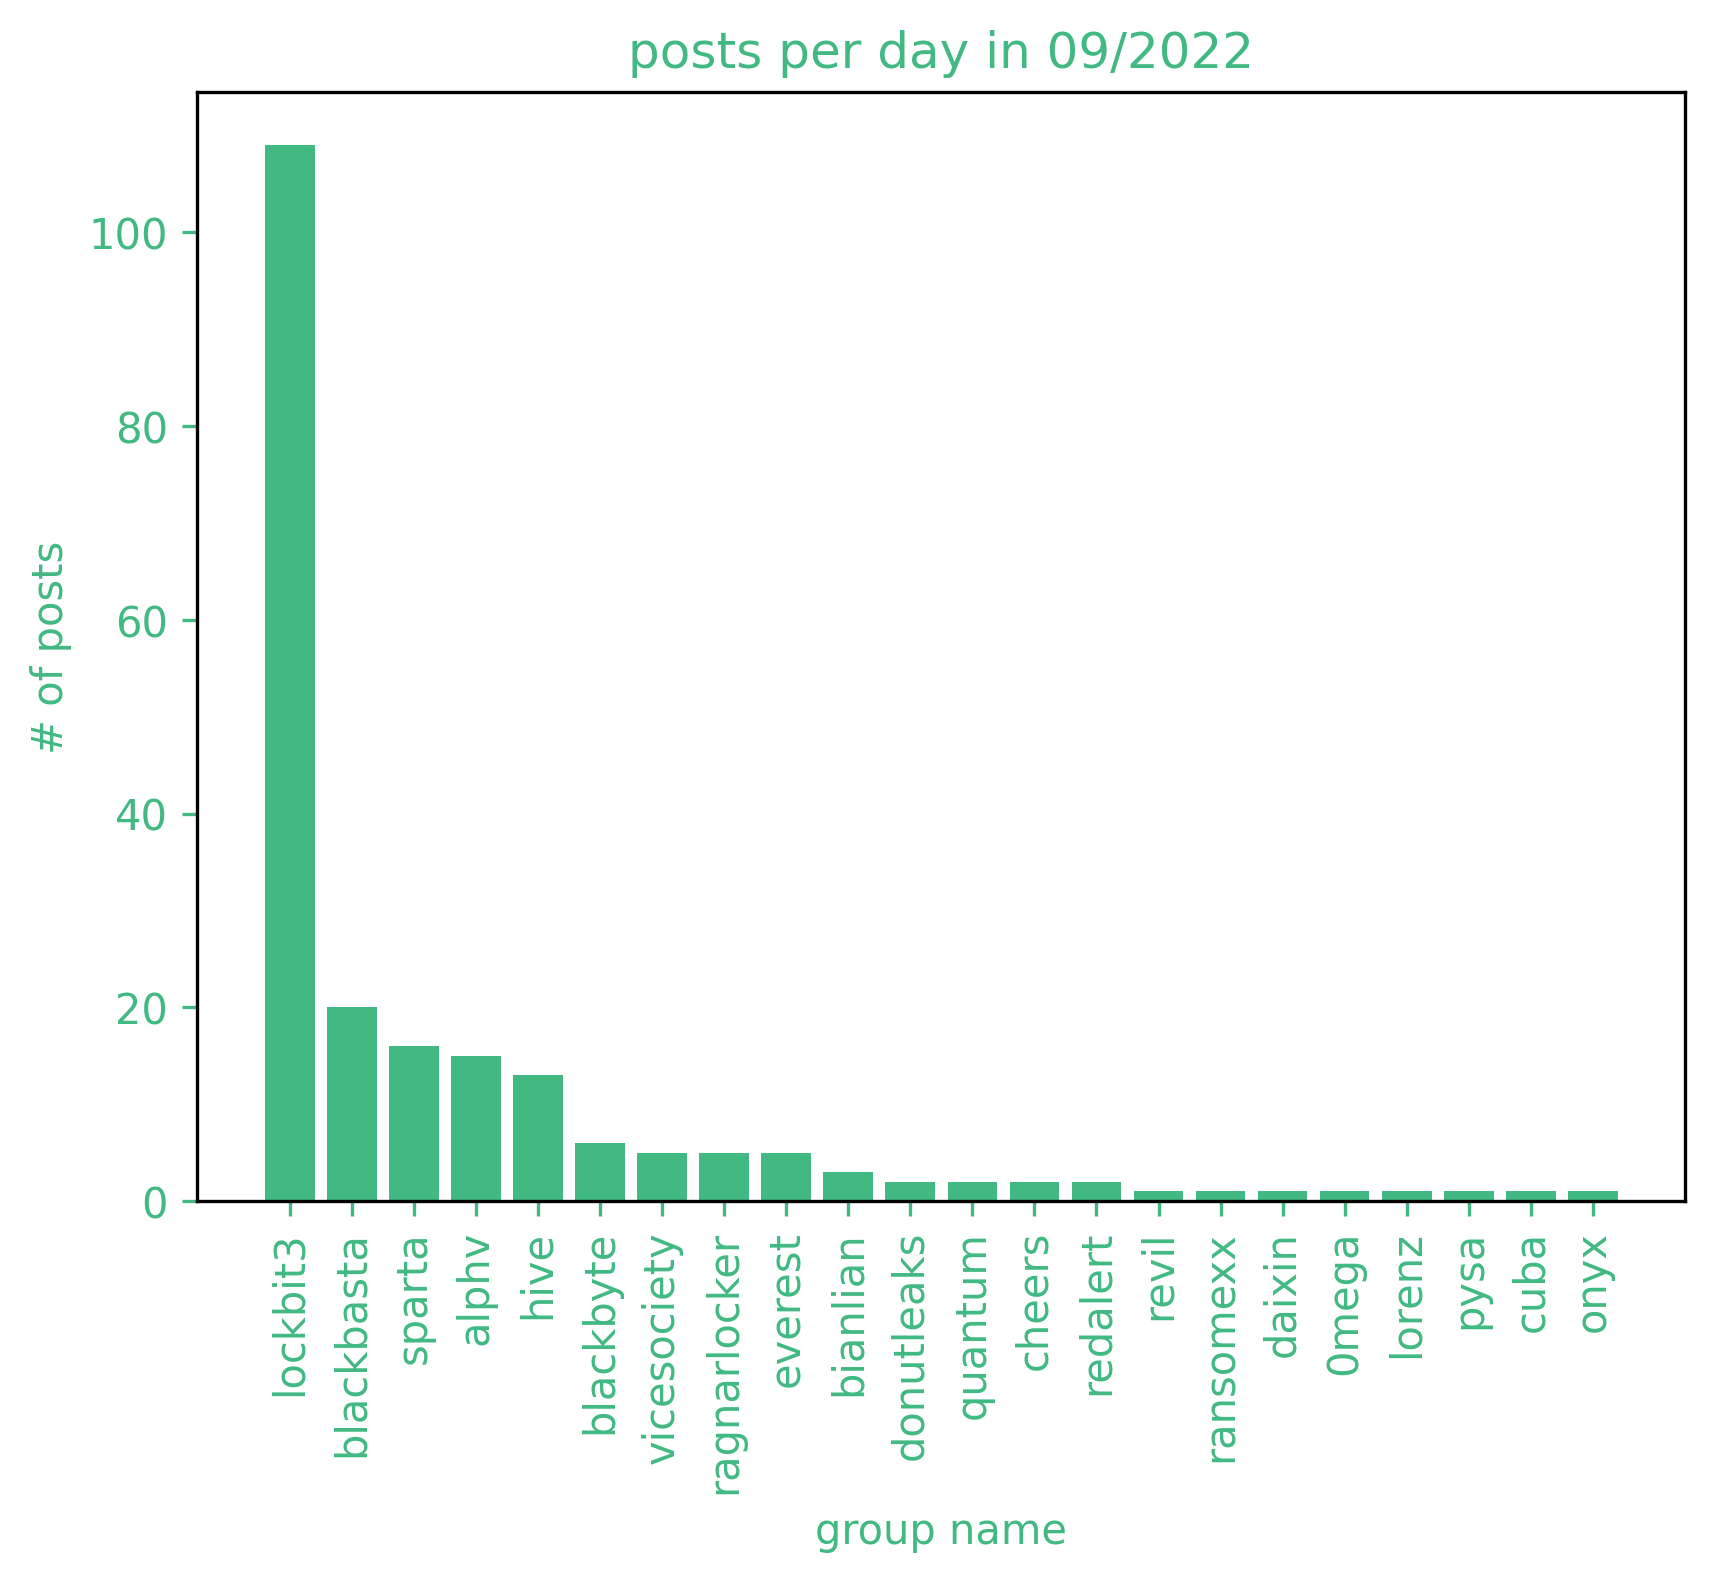 posts per day in 09/2022
# of posts
100
80
60
40
20
0
lockbit3
blackbasta
sparta
alphv
hive
blackbyte
vicesociety
ragnarlocker
everest
bianlian
donutleaks
quantum
cheers
redalert
revil
ransomexx
daixin
0mega
lorenz
pysa
cuba
onyx
group name